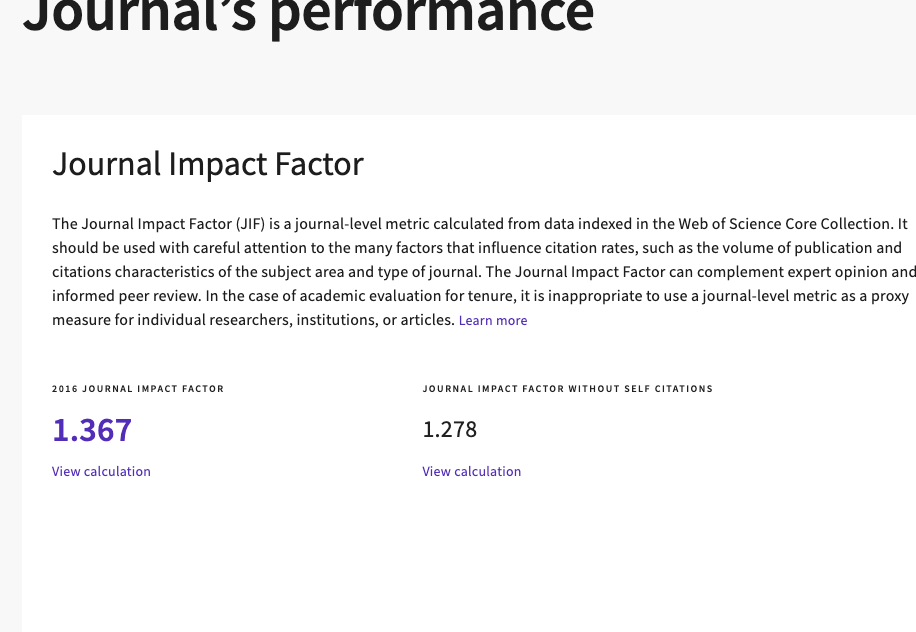 Journal's performance
Journal Impact Factor
The Journal Impact Factor (JIF) is a journal-level metric calculated from data indexed in the Web of Science Core Collection. It
should be used with careful attention to the many factors that influence citation rates, such as the volume of publication and
citations characteristics of the subject area and type of journal. The Journal Impact Factor can complement expert opinion and
informed peer review. In the case of academic evaluation for tenure, it is inappropriate to use a journal-level metric as a proxy
measure for individual researchers, institutions, or articles. Learn more
2016 JOURNAL IMPACT FACTOR
1.367
View calculation
JOURNAL IMPACT FACTOR WITHOUT SELF CITATIONS
1.278
View calculation